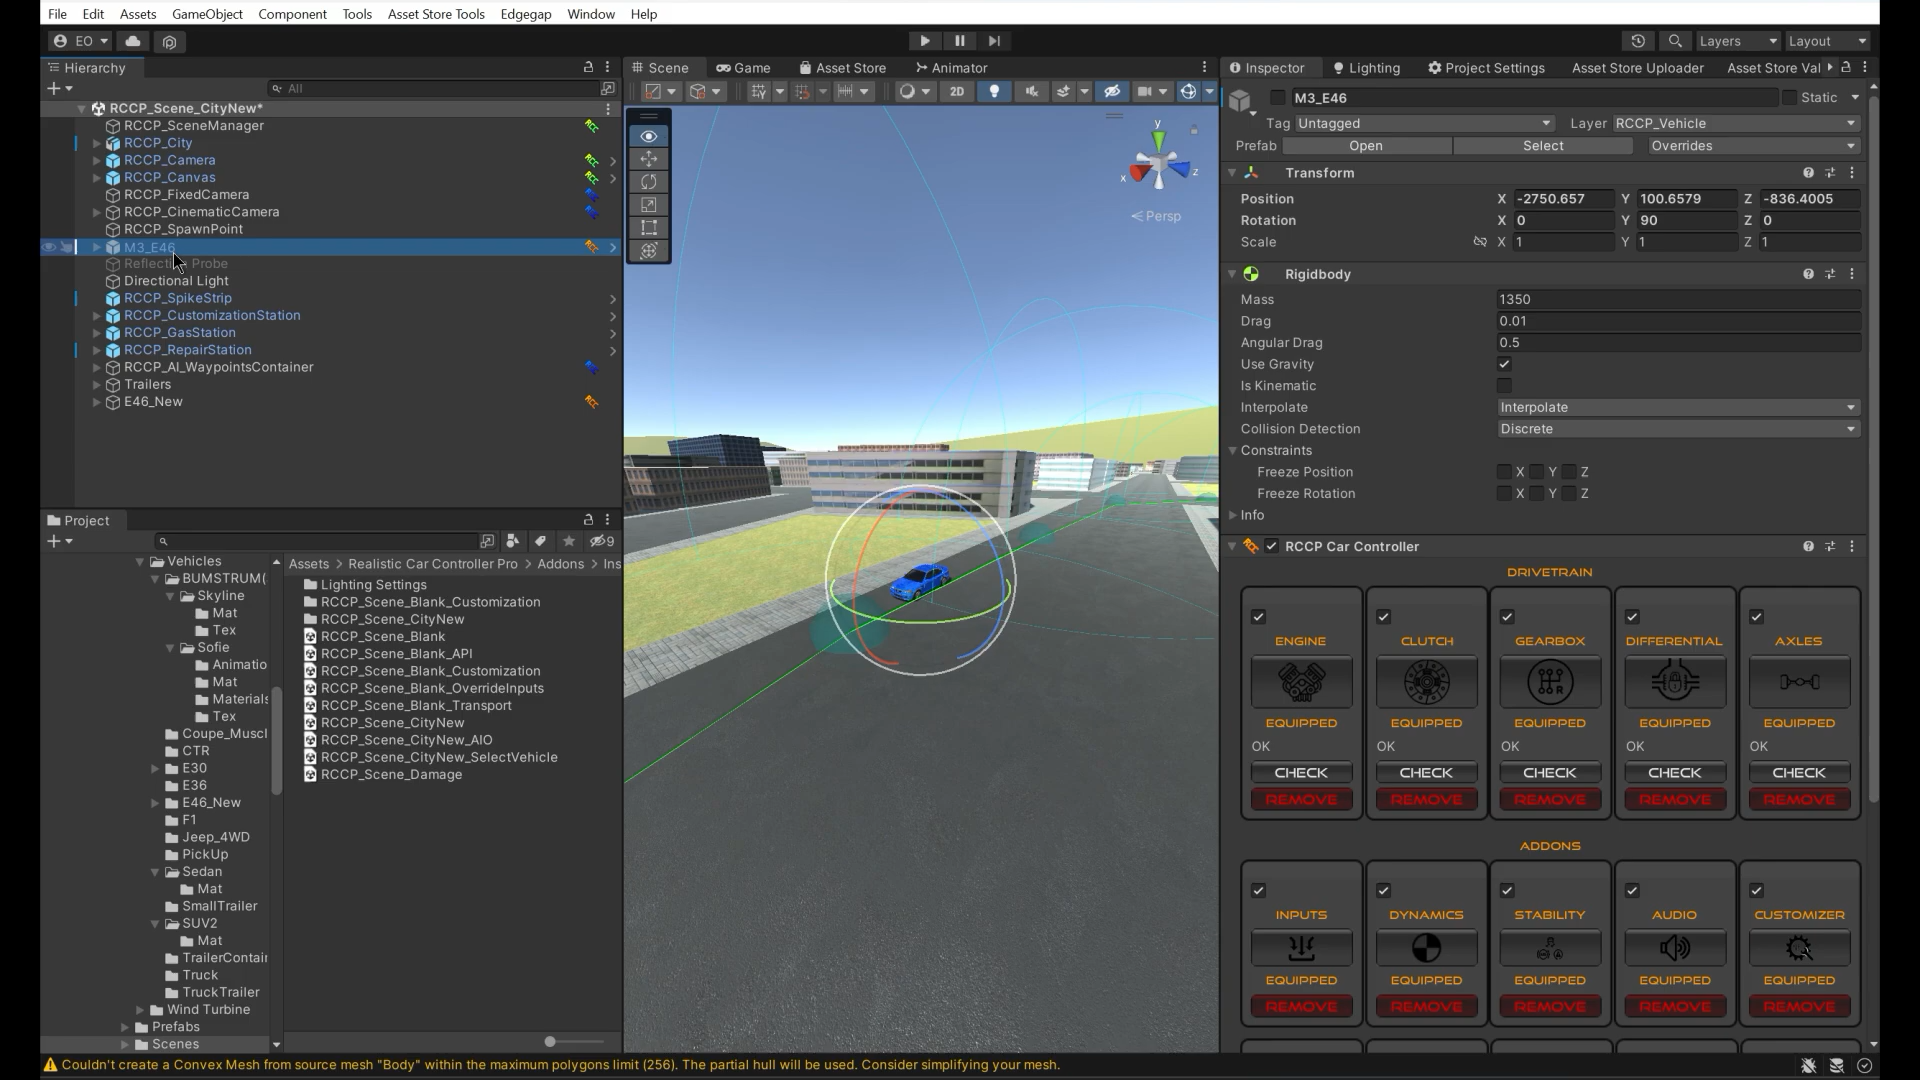 File Edit Assets GameObject Component Tools Asset Store Tools Edgegap Window Help
EO Layers Layout
Hierarchy
All
RCCP_Scene_CityNew*
RCCP_SceneManager
RCCP_City
RCCP_Camera
RCCP_Canvas
RCCP_FixedCamera
RCCP_CinematicCamera
RCCP_SpawnPoint
M3_E46
Reflection Probe
Directional Light
RCCP_SpikeStrip
RCCP_CustomizationStation
RCCP_GasStation
RCCP_RepairStation
RCCP_AI_WaypointsContainer
Trailers
E46_New
Project
9
Vehicles
BUMSTRUM(
Skyline
Mat
Tex
Sofie
Animatio
Mat
Materials
Tex
Coupe_Muscl
CTR
E30
E36
E46_New
F1
Jeep_4WD
PickUp
Sedan
Mat
SmallTrailer
SUV2
Mat
TrailerContain
Truck
TruckTrailer
Wind Turbine
Prefabs
Scenes
Assets > Realistic Car Controller Pro > Addons > Ins
Lighting Settings
RCCP_Scene_Blank_Customization
RCCP_Scene_CityNew
RCCP_Scene_Blank
RCCP_Scene_Blank_API
RCCP_Scene_Blank_Customization
RCCP_Scene_Blank_OverrideInputs
RCCP_Scene_Blank_Transport
RCCP_Scene_CityNew
RCCP_Scene_CityNew_AIO
RCCP_Scene_CityNew_SelectVehicle
RCCP_Scene_Damage
Scene Game Asset Store Animator
2D
y
x
z
Persp
Inspector Lighting Project Settings Asset Store Uploader Asset Store Val
M3_E46 Static
Tag Untagged Layer RCCP_Vehicle
Prefab Open Select Overrides
Transform
Position X -2750.657 Y 100.6579 Z -836.4005
Rotation X 0 Y 90 Z 0
Scale X 1 Y 1 Z 1
Rigidbody
Mass 1350
Drag 0.01
Angular Drag 0.5
Use Gravity
Is Kinematic
Interpolate Interpolate
Collision Detection Discrete
Constraints
Freeze Position X Y Z
Freeze Rotation X Y Z
Info
RCCP Car Controller
DRIVETRAIN
ENGINE CLUTCH GEARBOX DIFFERENTIAL AXLES
R
EQUIPPED EQUIPPED EQUIPPED EQUIPPED EQUIPPED
OK OK OK OK OK
CHECK CHECK CHECK CHECK CHECK
REMOVE REMOVE REMOVE REMOVE REMOVE
ADDONS
INPUTS DYNAMICS STABILITY AUDIO CUSTOMIZER
EQUIPPED EQUIPPED EQUIPPED EQUIPPED EQUIPPED
REMOVE REMOVE REMOVE REMOVE REMOVE
Couldn't create a Convex Mesh from source mesh "Body" within the maximum polygons limit (256). The partial hull will be used. Consider simplifying your mesh.